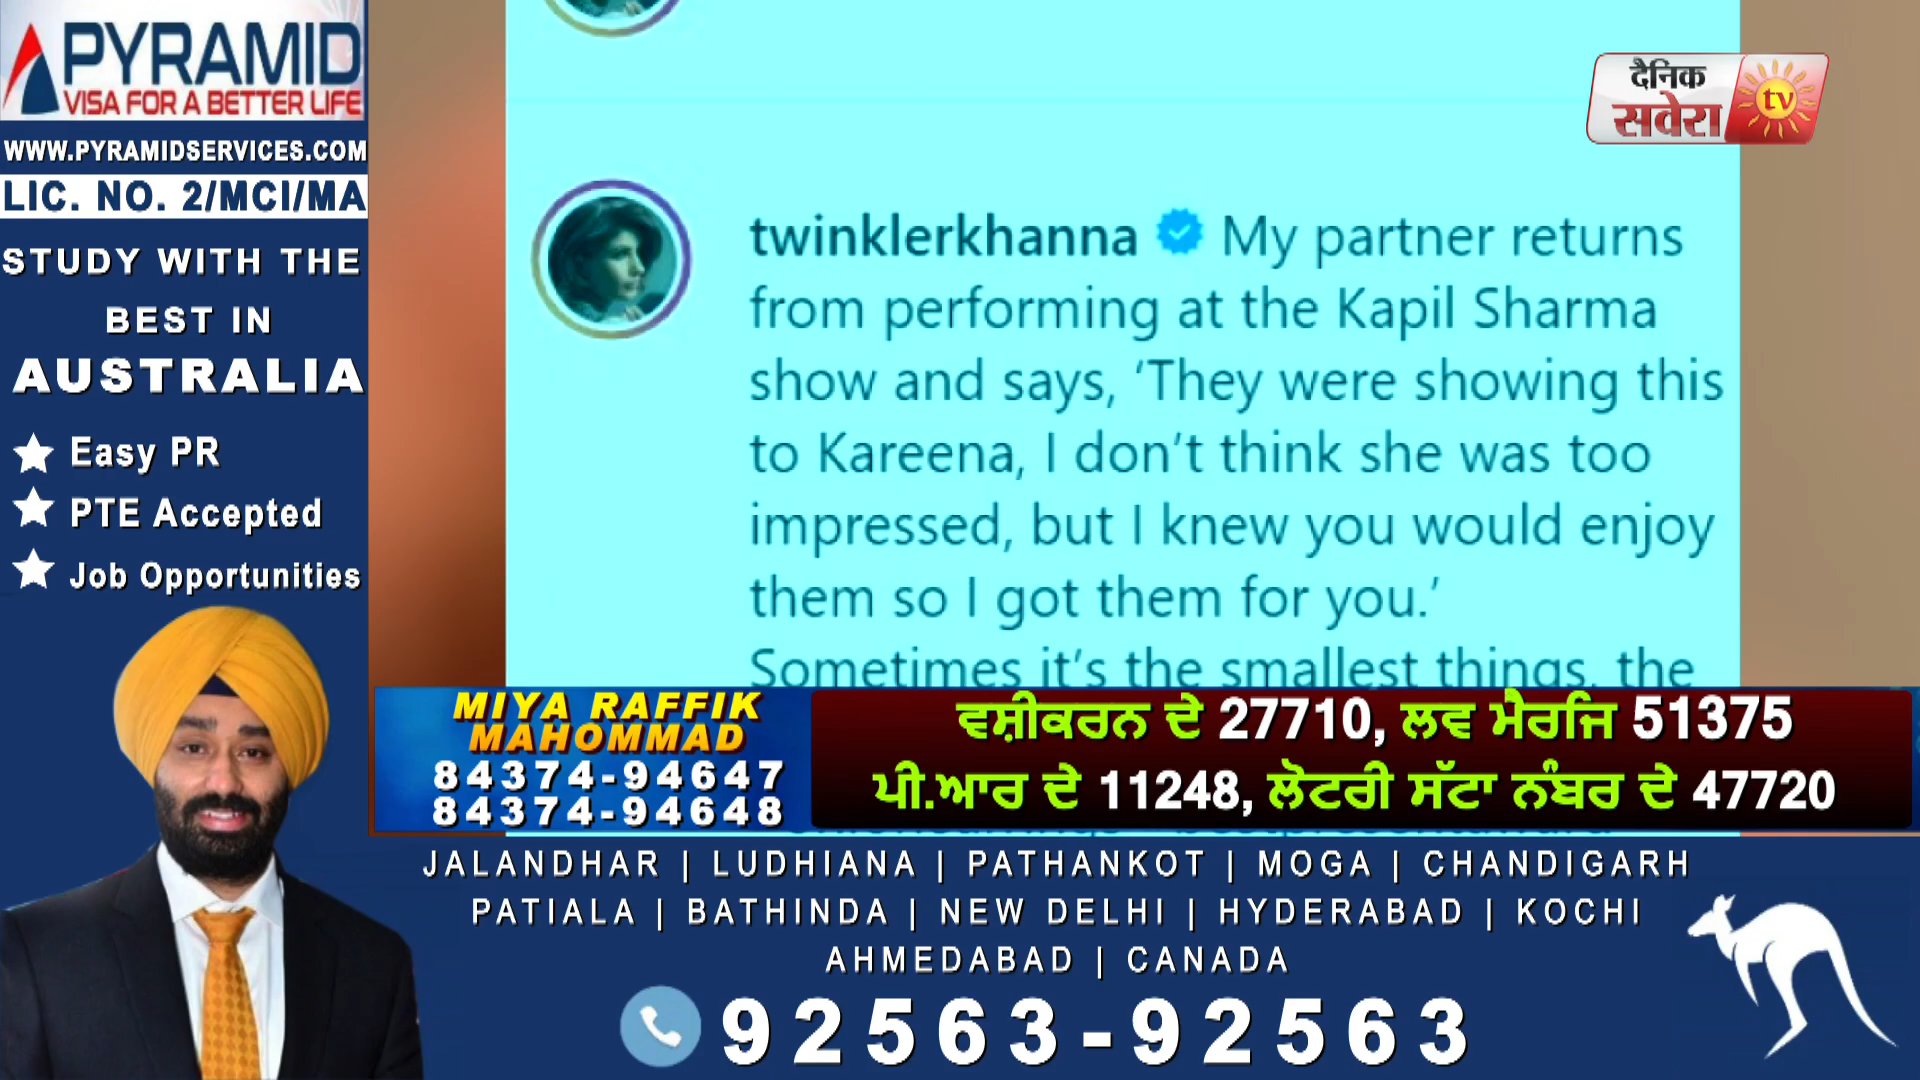 PYRAMID
VISA FOR A BETTER LIFE
WWW.PYRAMIDSERVICES.COM
LIC. NO. 2/MCI/MA
STUDY WITH THE
BEST IN
AUSTRALIA
Easy PR
PTE Accepted
Job Opportunities
दैनिक
सवेरा tv
twinklerkhanna My partner returns
from performing at the Kapil Sharma
show and says, ‘They were showing this
to Kareena, I don’t think she was too
impressed, but I knew you would enjoy
them so I got them for you.’
Sometimes it’s the smallest things, the
MIYA RAFFIK
MAHOMMAD
84374-94647
84374-94648
ਵਸ਼ੀਕਰਨ ਦੇ 27710, ਲਵ ਮੈਰਜਿ 51375
ਪੀ.ਆਰ ਦੇ 11248, ਲੋਟਰੀ ਸੱਟਾ ਨੰਬਰ ਦੇ 47720
JALANDHAR | LUDHIANA | PATHANKOT | MOGA | CHANDIGARH
PATIALA | BATHINDA | NEW DELHI | HYDERABAD | KOCHI
AHMEDABAD | CANADA
92563-92563